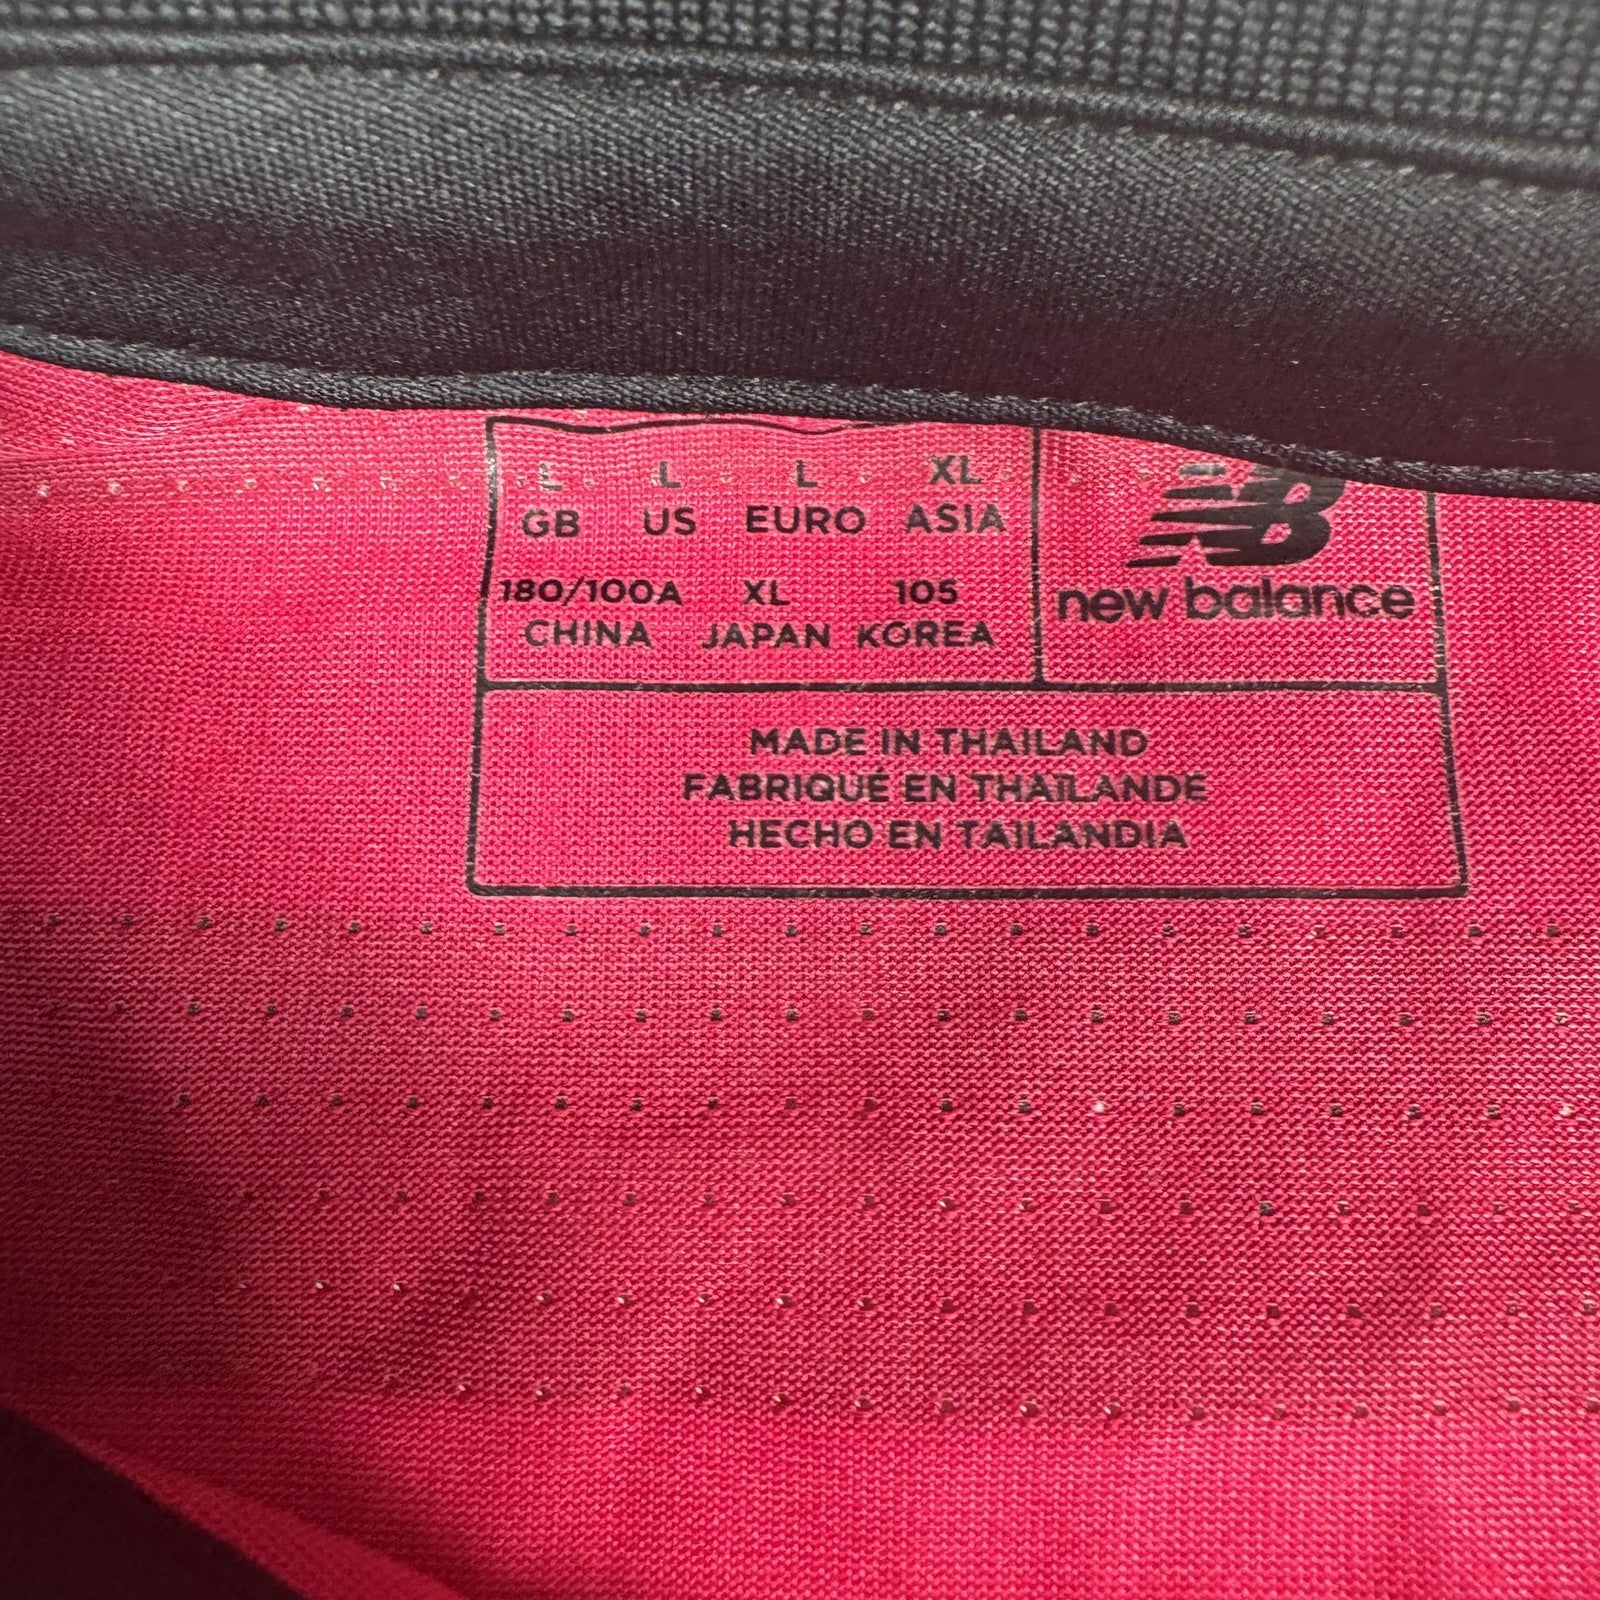 L L L XL
GB US EURO ASIA
180/100A XL 105
CHINA JAPAN KOREA
NB
new balance
MADE IN THAILAND
FABRIQUÉ EN THAÏLANDE
HECHO EN TAILANDIA